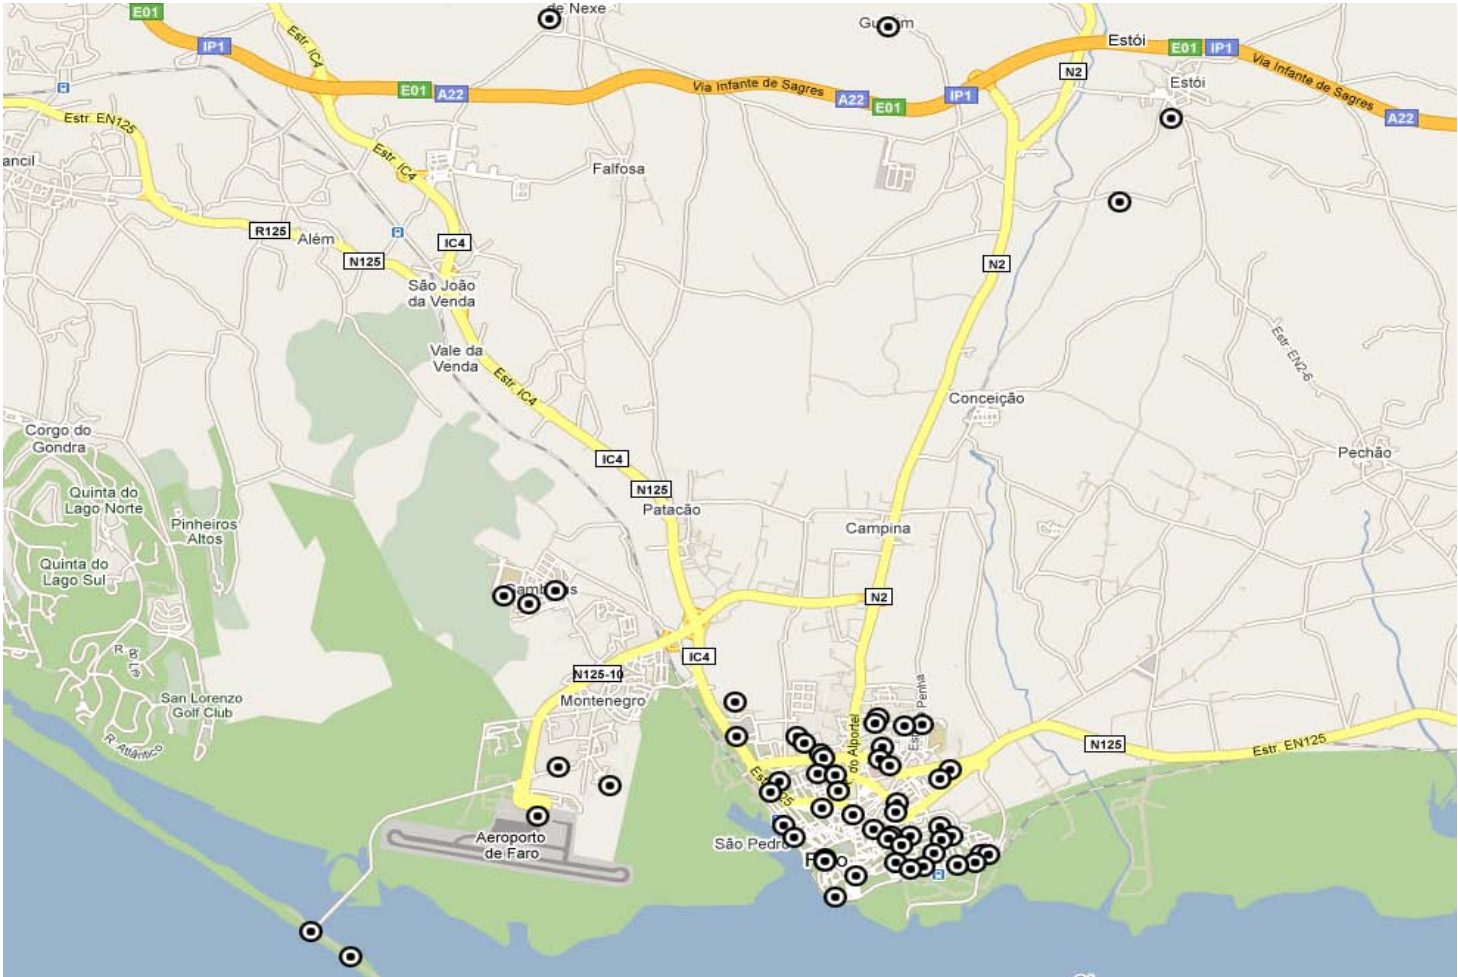 E01
de Nexe
Estr. IC4
IP1
E01
A22
Via Infante de Sagres
A22
E01
IP1
N2
Estói
E01
IP1
Via Infante de Sagres
A22
Estói
Estr. EN125
ancil
Estr. IC4
Falfosa
R125
Além
IC4
N125
N2
São João
da Venda
Vale da
Venda
Estr. IC4
Estr. EN2-6
Conceição
Corgo do
Gondra
IC4
Pechão
N125
Quinta do
Lago Norte
Patacão
Pinheiros
Altos
Campina
Quinta do
Lago Sul
N2
IC4
N125-10
San Lorenzo
Golf Club
Montenegro
R. Atlântico
Penha
do Alportel
N125
Estr. EN125
Aeroporto
de Faro
São Pedro